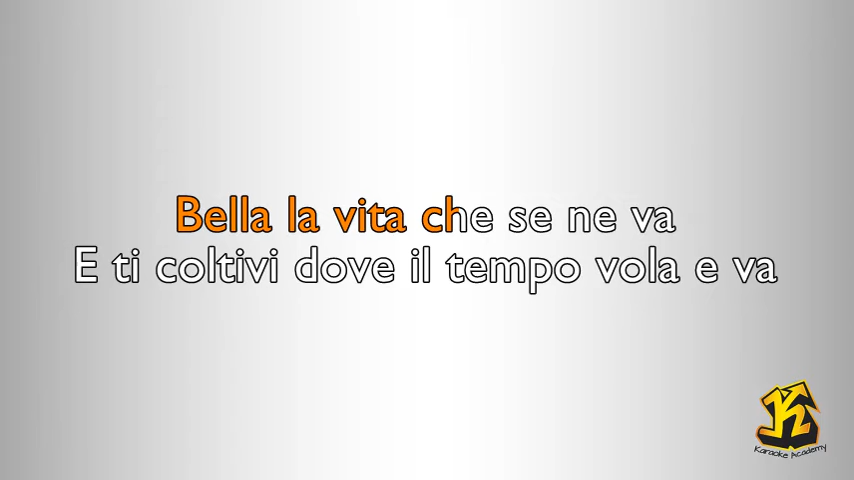 Bella la vita che se ne va
E ti coltivi dove il tempo vola e va
K
Karaoke Academy